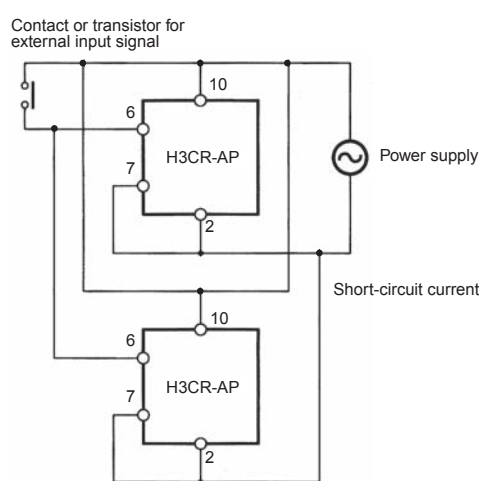 Contact or transistor for
external input signal
10
6
H3CR-AP
7
2
Power supply
Short-circuit current
10
6
H3CR-AP
7
2